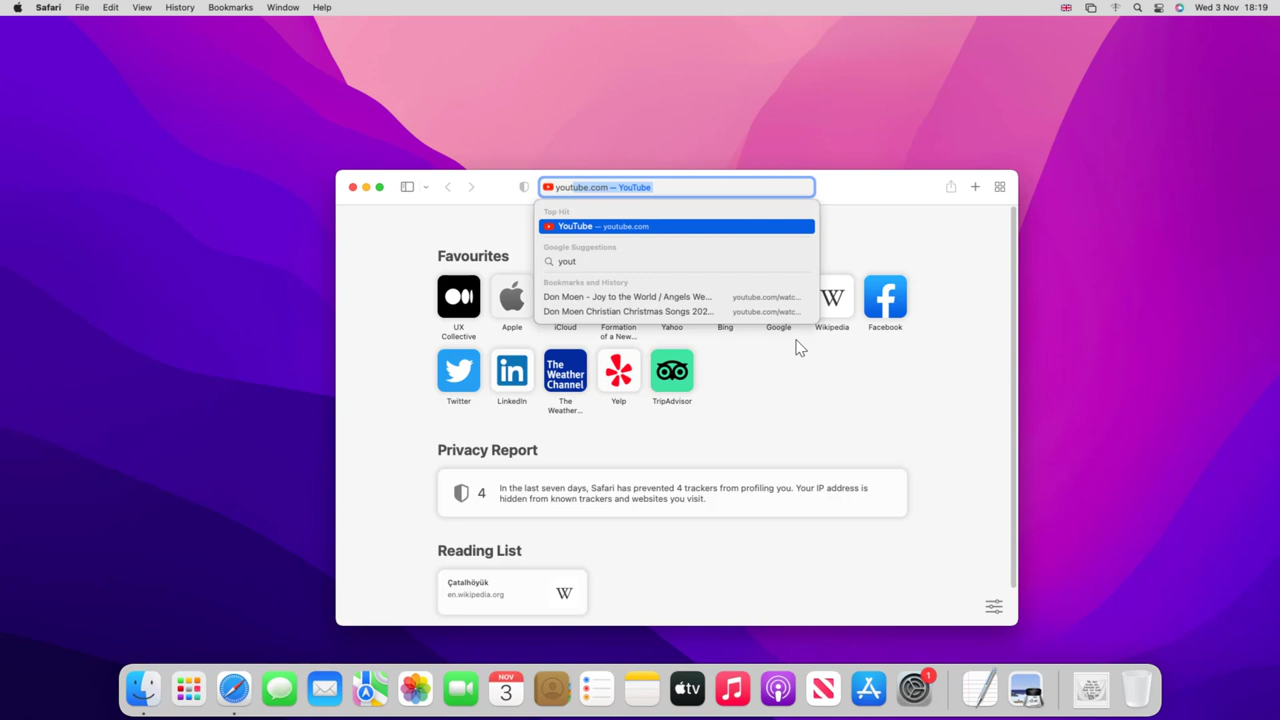 Safari File Edit View History Bookmarks Window Help
Wed 3 Nov 18:19
youtube.com — YouTube
Top Hit
YouTube — youtube.com
Google Suggestions
yout
Bookmarks and History
Don Moen - Joy to the World / Angels We... youtube.com/watc...
Don Moen Christian Christmas Songs 202... youtube.com/watc...
Favourites
UX
Collective
Apple
iCloud
Formation
of a New...
Yahoo
Bing
Google
W
Wikipedia
Facebook
Twitter
in
LinkedIn
The
Weather
Channel
The
Weather...
Yelp
TripAdvisor
Privacy Report
4
In the last seven days, Safari has prevented 4 trackers from profiling you. Your IP address is
hidden from known trackers and websites you visit.
Reading List
Çatalhöyük
en.wikipedia.org
W
NOV
3
tv
1